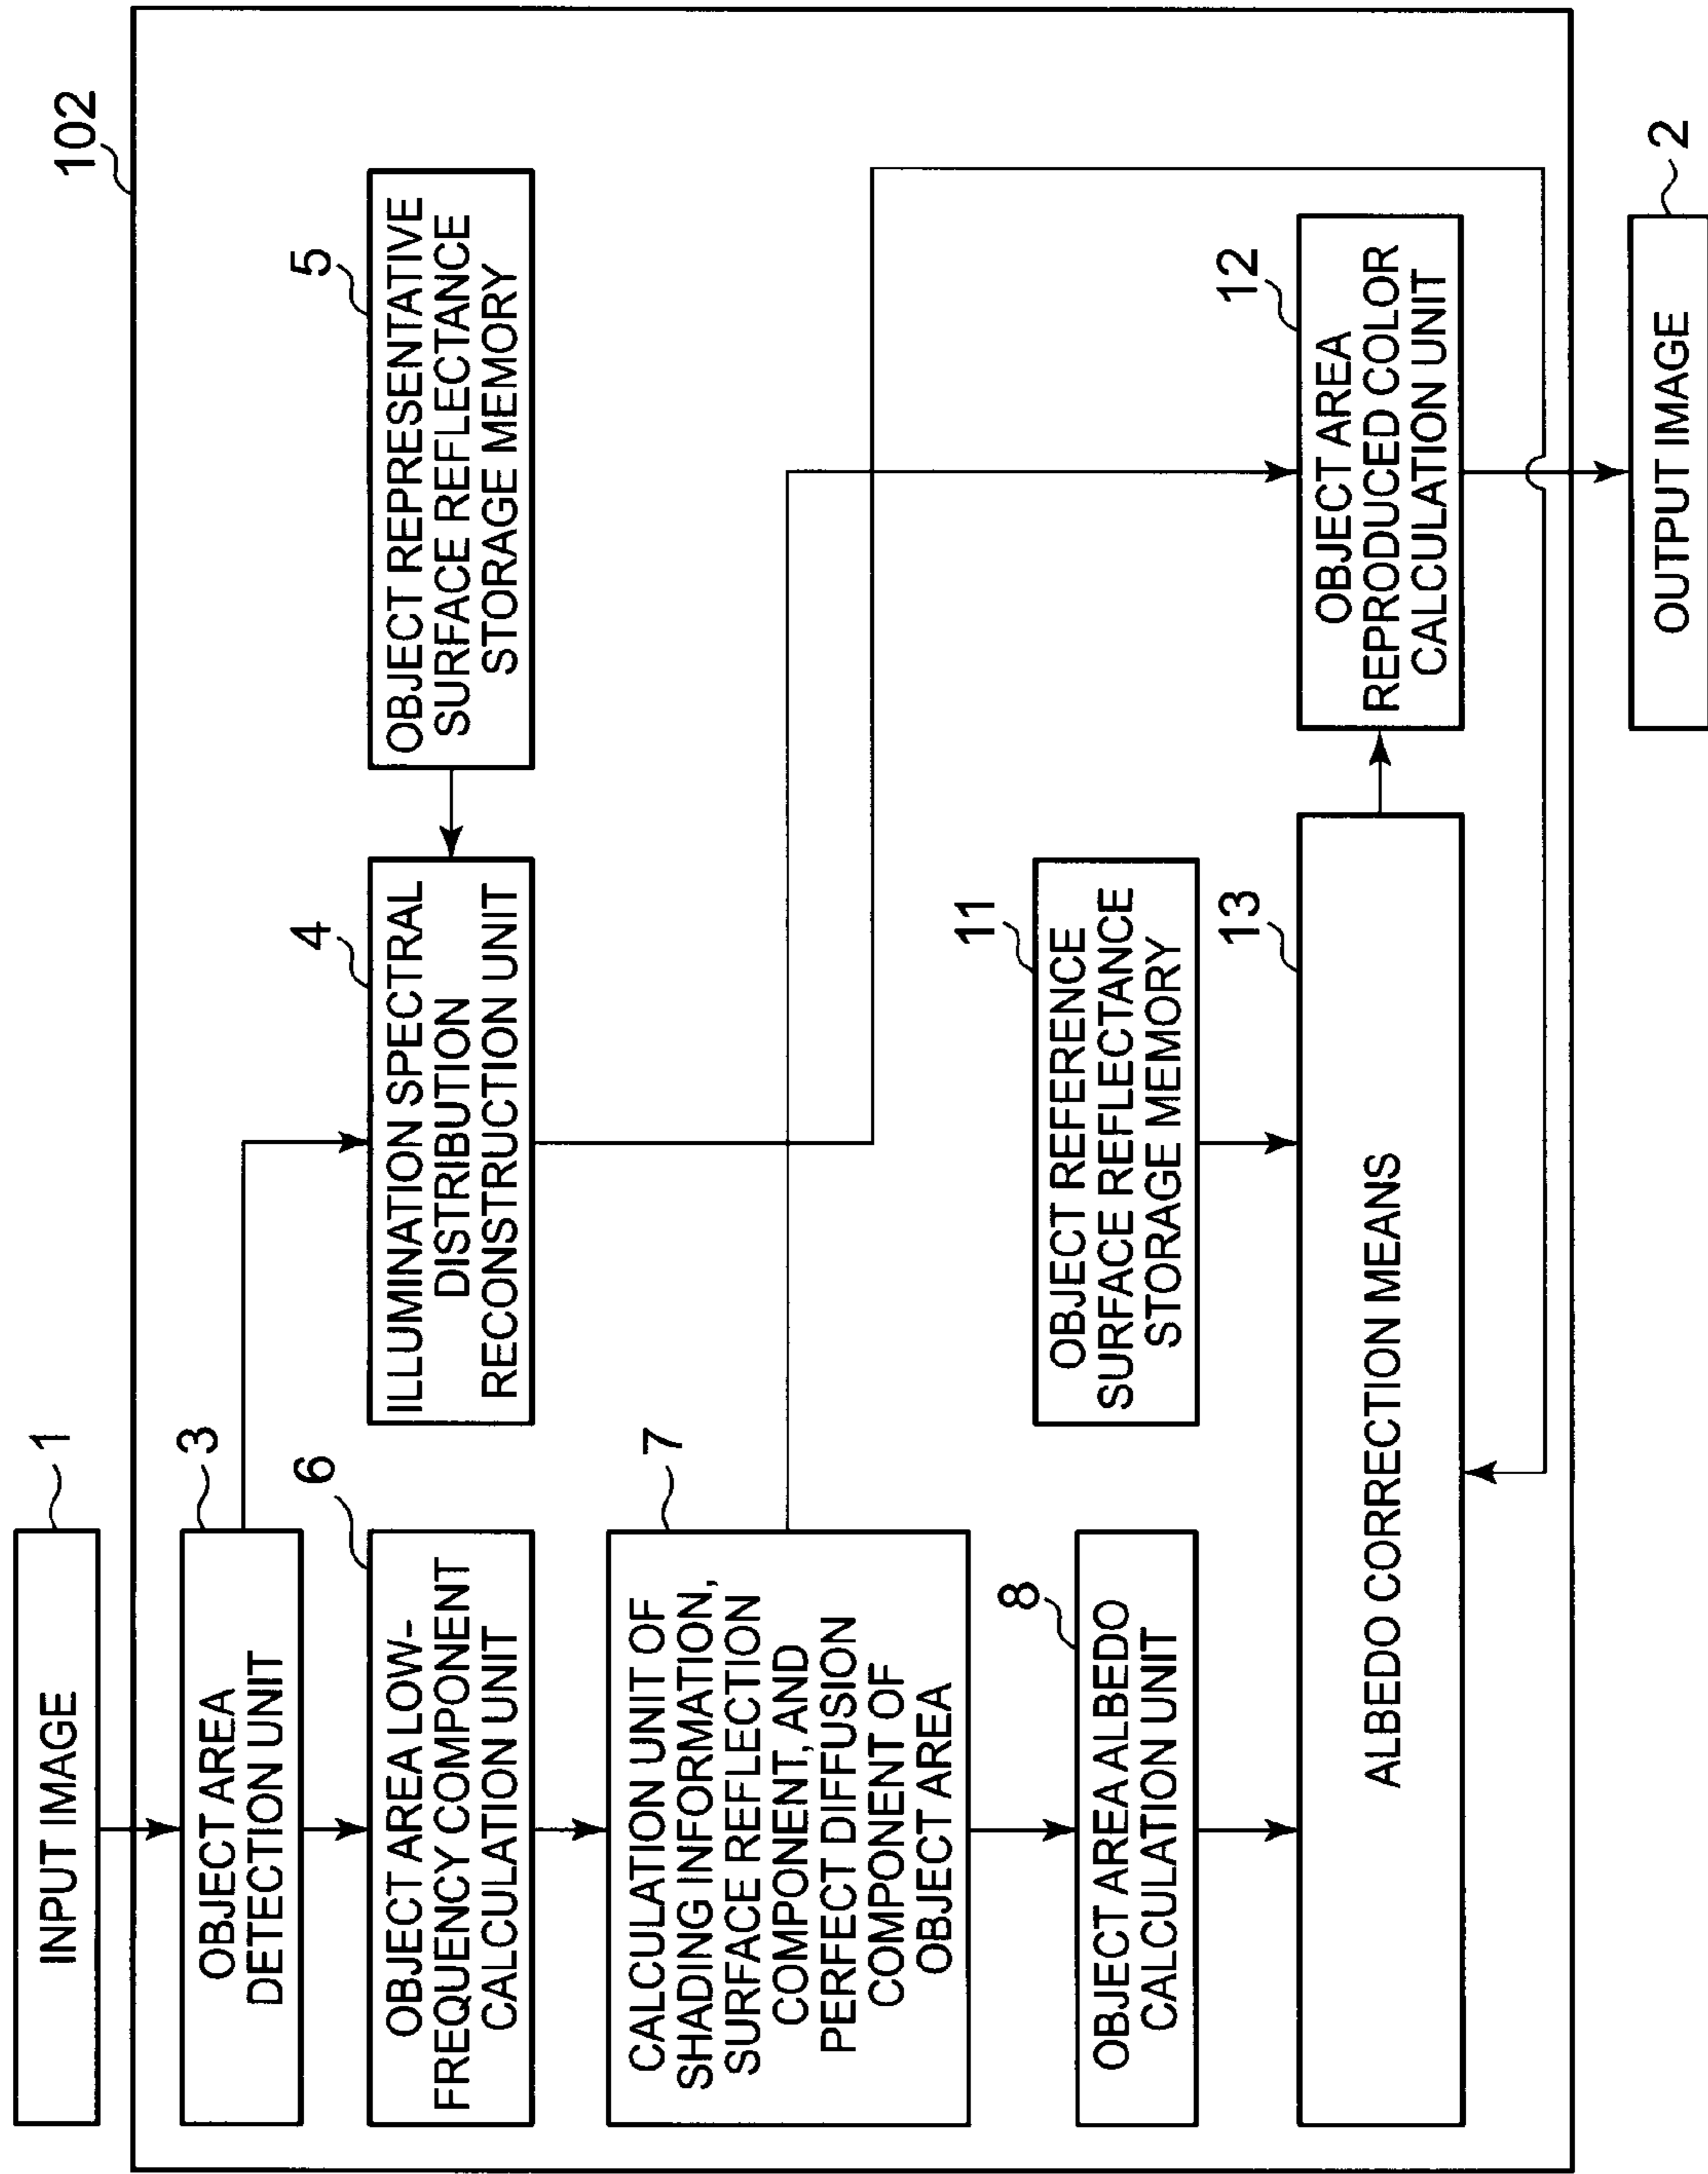 102
INPUT IMAGE
1
OBJECT AREA
DETECTION UNIT
3
ILLUMINATION SPECTRAL
DISTRIBUTION
RECONSTRUCTION UNIT
4
OBJECT REPRESENTATIVE
SURFACE REFLECTANCE
STORAGE MEMORY
5
OBJECT AREA LOW-
FREQUENCY COMPONENT
CALCULATION UNIT
6
CALCULATION UNIT OF
SHADING INFORMATION,
SURFACE REFLECTION
COMPONENT, AND
PERFECT DIFFUSION
COMPONENT OF
OBJECT AREA
7
OBJECT AREA ALBEDO
CALCULATION UNIT
8
OBJECT REFERENCE
SURFACE REFLECTANCE
STORAGE MEMORY
11
ALBEDO CORRECTION MEANS
13
OBJECT AREA
REPRODUCED COLOR
CALCULATION UNIT
12
OUTPUT IMAGE
2